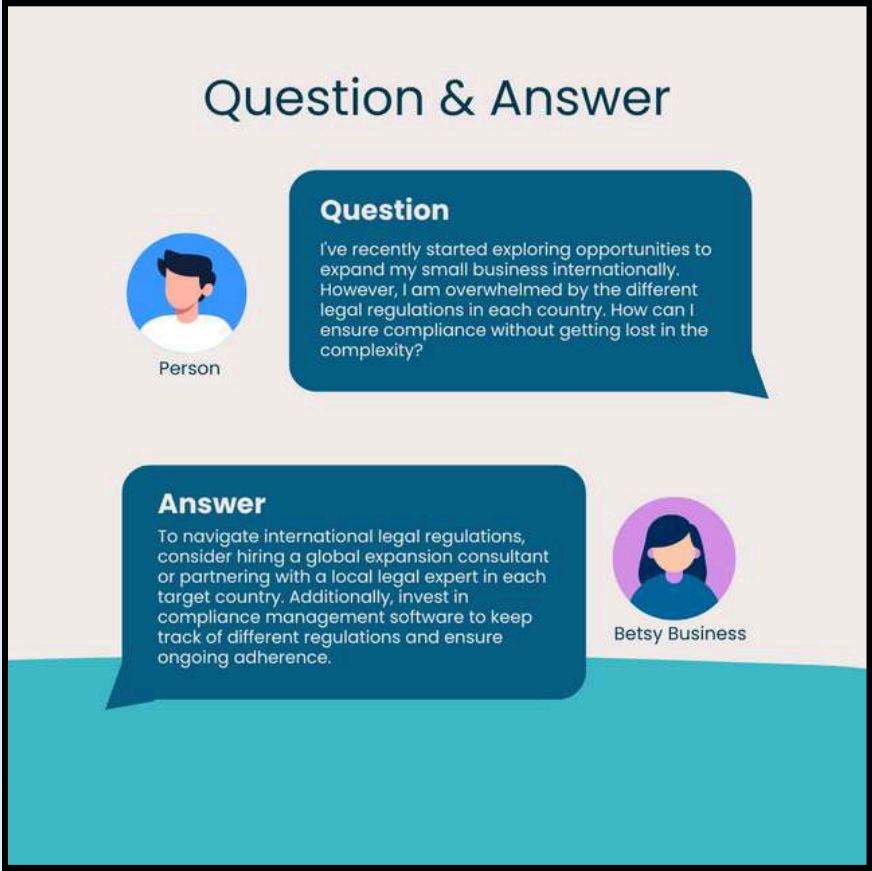 Question & Answer
Question
I've recently started exploring opportunities to
expand my small business internationally.
However, I am overwhelmed by the different
legal regulations in each country. How can I
ensure compliance without getting lost in the
complexity?
Person
Answer
To navigate international legal regulations,
consider hiring a global expansion consultant
or partnering with a local legal expert in each
target country. Additionally, invest in
compliance management software to keep
track of different regulations and ensure
ongoing adherence.
Betsy Business